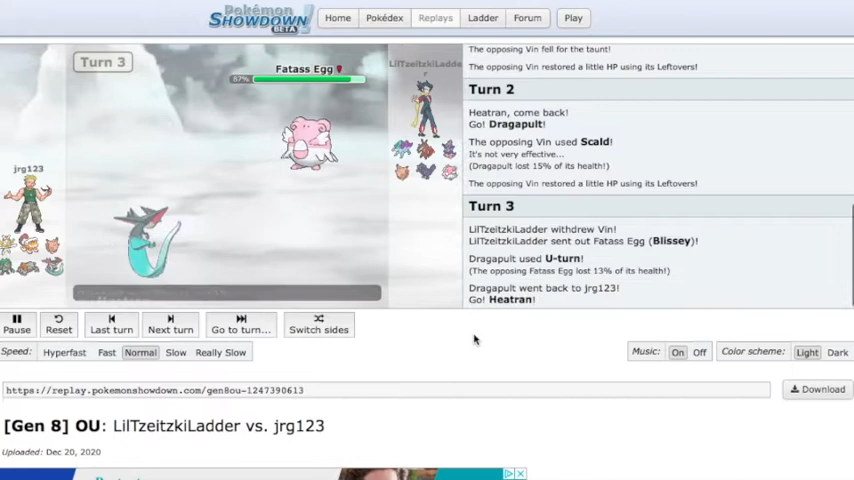 Pokémon
SHOWDOWN!
BETA
Home
Pokédex
Replays
Ladder
Forum
Play
Turn 3
Fatass Egg
87%
LilTzeitzkiLadde
r
jrg123
The opposing Vin fell for the taunt!
The opposing Vin restored a little HP using its Leftovers!
Turn 2
Heatran, come back!
Go! Dragapult!
The opposing Vin used Scald!
It's not very effective...
(Dragapult lost 15% of its health!)
The opposing Vin restored a little HP using its Leftovers!
Turn 3
LilTzeitzkiLadder withdrew Vin!
LilTzeitzkiLadder sent out Fatass Egg (Blissey)!
Dragapult used U-turn!
(The opposing Fatass Egg lost 13% of its health!)
Dragapult went back to jrg123!
Go! Heatran!
Pause
Reset
Last turn
Next turn
Go to turn...
Switch sides
Speed:
Hyperfast
Fast
Normal
Slow
Really Slow
Music:
On
Off
Color scheme:
Light
Dark
https://replay.pokemonshowdown.com/gen8ou-1247390613
Download
[Gen 8] OU: LilTzeitzkiLadder vs. jrg123
Uploaded: Dec 20, 2020